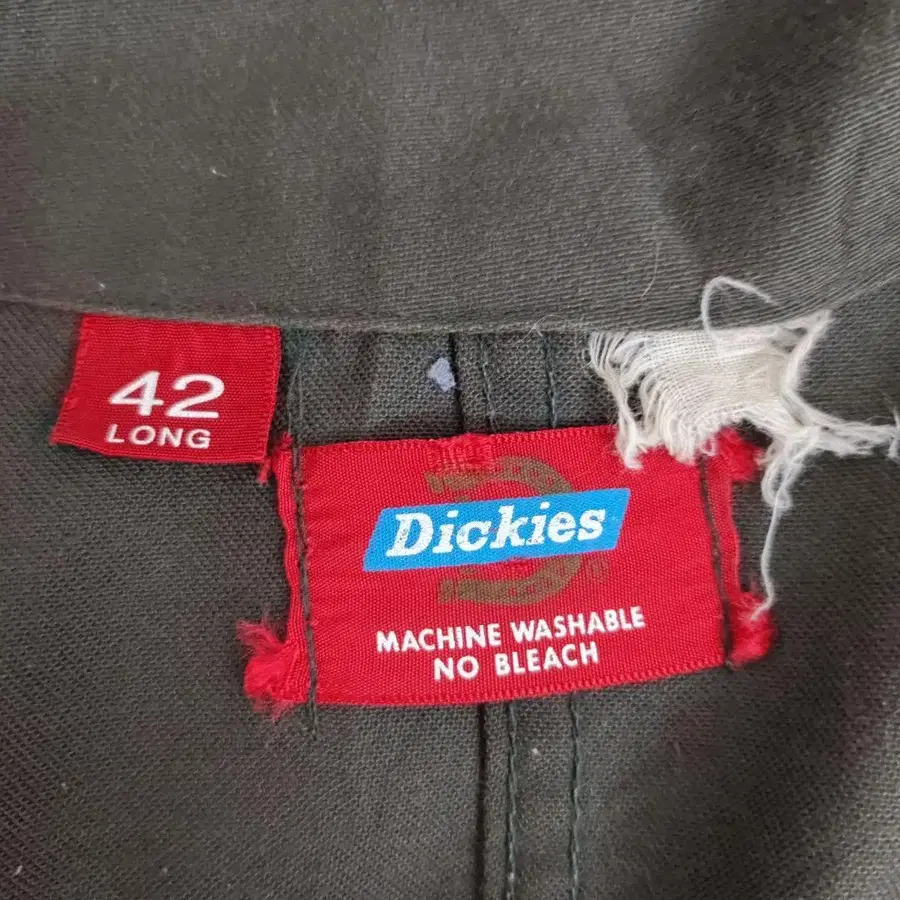 42
LONG
Dickies
®
MACHINE WASHABLE
NO BLEACH